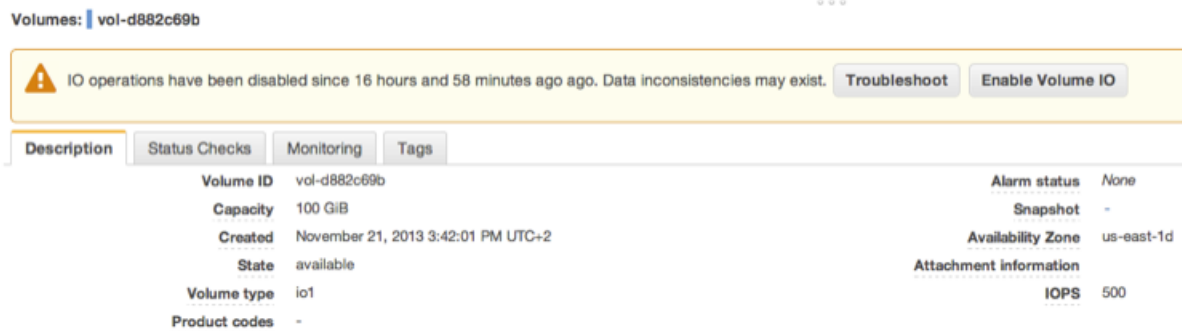 Volumes: vol-d882c69b
IO operations have been disabled since 16 hours and 58 minutes ago ago. Data inconsistencies may exist. Troubleshoot Enable Volume IO
Description Status Checks Monitoring Tags
Volume ID vol-d882c69b Alarm status None
Capacity 100 GiB Snapshot -
Created November 21, 2013 3:42:01 PM UTC+2 Availability Zone us-east-1d
State available Attachment information
Volume type io1 IOPS 500
Product codes -